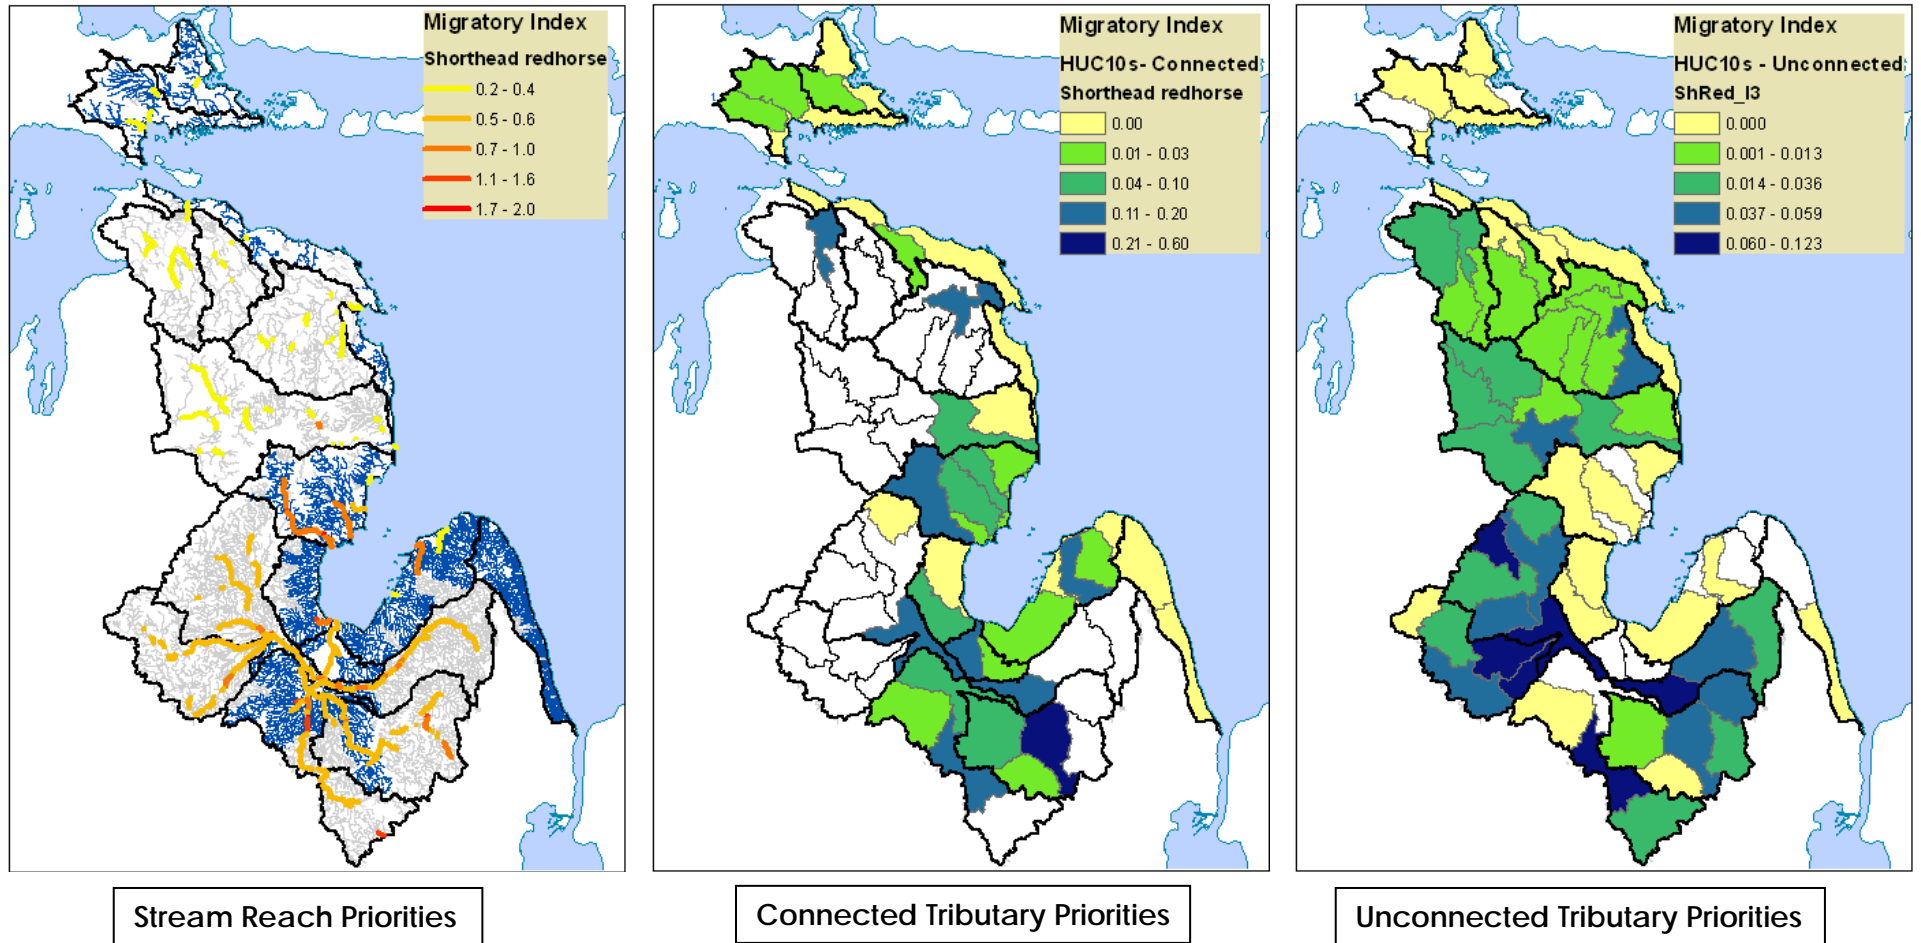 Migratory Index
Shorthead redhorse
0.2 - 0.4
0.5 - 0.6
0.7 - 1.0
1.1 - 1.6
1.7 - 2.0
Stream Reach Priorities
Migratory Index
HUC10s- Connected
Shorthead redhorse
0.00
0.01 - 0.03
0.04 - 0.10
0.11 - 0.20
0.21 - 0.60
Connected Tributary Priorities
Migratory Index
HUC10s - Unconnected
ShRed_I3
0.000
0.001 - 0.013
0.014 - 0.036
0.037 - 0.059
0.060 - 0.123
Unconnected Tributary Priorities